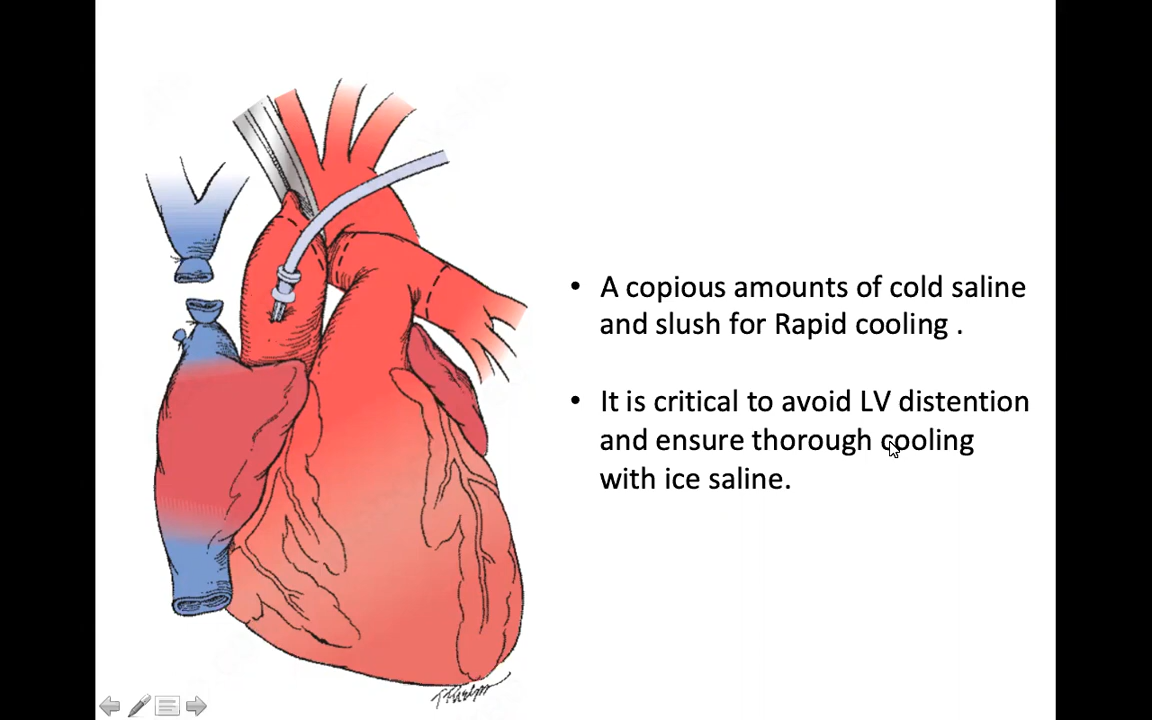 • A copious amounts of cold saline
and slush for Rapid cooling .
• It is critical to avoid LV distention
and ensure thorough cooling
with ice saline.